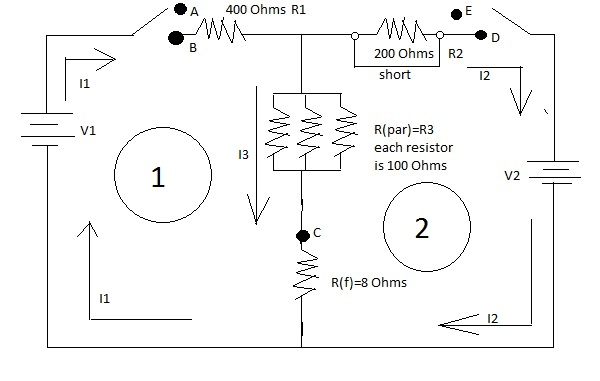 A
400 Ohms R1
E
B
200 Ohms R2
D
short
I1
I2
V1
R(par)=R3
each resistor
is 100 Ohms
I3
1
V2
2
C
R(f)=8 Ohms
I1
I2